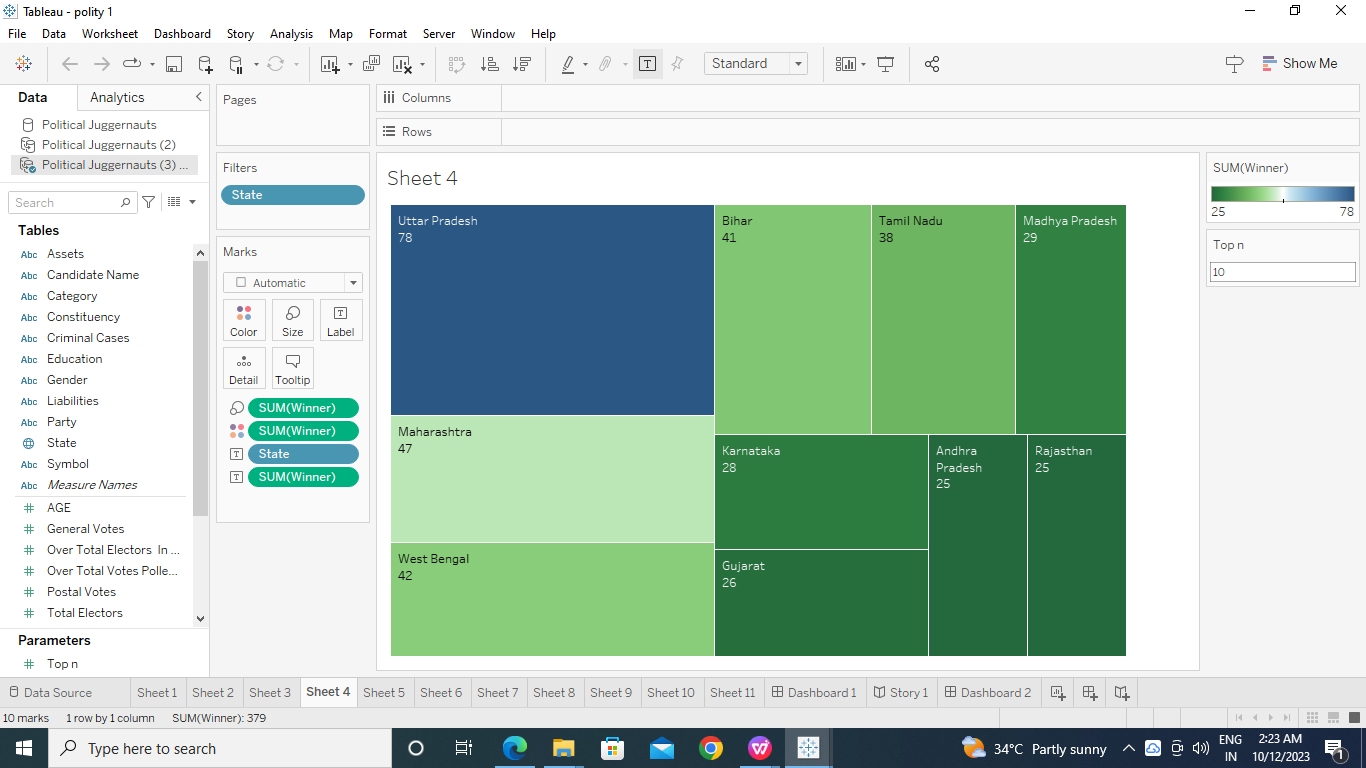 Tableau - polity 1
File Data Worksheet Dashboard Story Analysis Map Format Server Window Help
Standard
Show Me
Data Analytics
Pages
Columns
Rows
Political Juggernauts
Political Juggernauts (2)
Political Juggernauts (3) ...
Search
Tables
Abc Assets
Abc Candidate Name
Abc Category
Abc Constituency
Abc Criminal Cases
Abc Education
Abc Gender
Abc Liabilities
Abc Party
State
Abc Symbol
Abc Measure Names
AGE
General Votes
Over Total Electors In ...
Over Total Votes Polle...
Postal Votes
Total Electors
Parameters
Top n
Filters
State
Marks
Automatic
Color Size Label
Detail Tooltip
SUM(Winner)
SUM(Winner)
State
SUM(Winner)
Sheet 4
Uttar Pradesh
78
Bihar
41
Tamil Nadu
38
Madhya Pradesh
29
Maharashtra
47
West Bengal
42
Karnataka
28
Gujarat
26
Andhra
Pradesh
25
Rajasthan
25
SUM(Winner)
25 78
Top n
10
Data Source Sheet 1 Sheet 2 Sheet 3 Sheet 4 Sheet 5 Sheet 6 Sheet 7 Sheet 8 Sheet 9 Sheet 10 Sheet 11 Dashboard 1 Story 1 Dashboard 2
10 marks 1 row by 1 column SUM(Winner): 379
Type here to search
34°C Partly sunny
ENG
IN
2:23 AM
10/12/2023
1